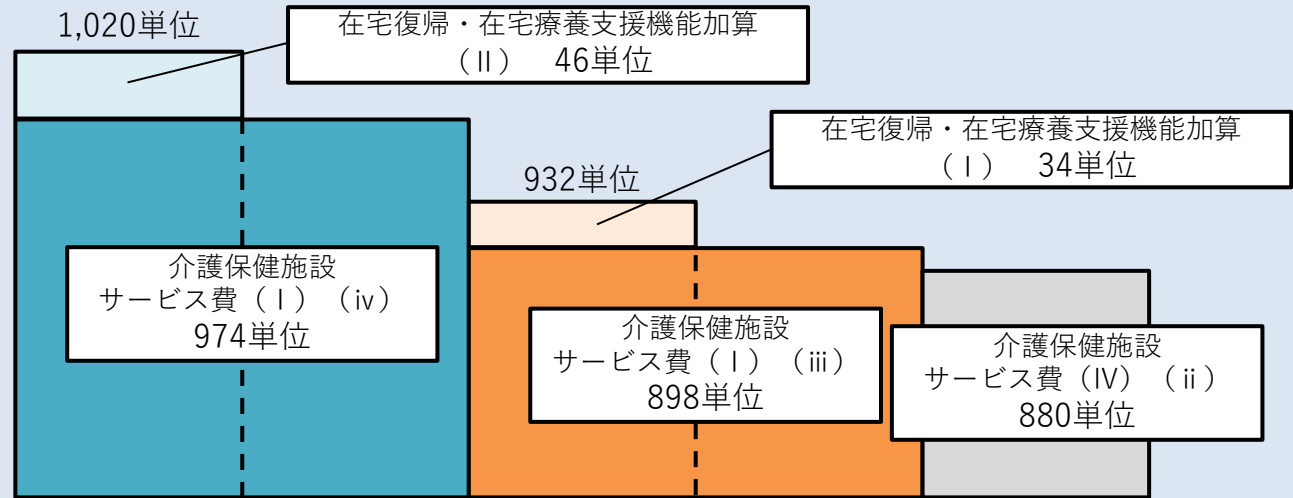 1,020単位
在宅復帰・在宅療養支援機能加算
（Ⅱ）　46単位
在宅復帰・在宅療養支援機能加算
（Ⅰ）　34単位
932単位
介護保健施設
サービス費（Ⅰ）（ⅳ）
974単位
介護保健施設
サービス費（Ⅰ）（ⅲ）
898単位
介護保健施設
サービス費（Ⅳ）（ⅱ）
880単位